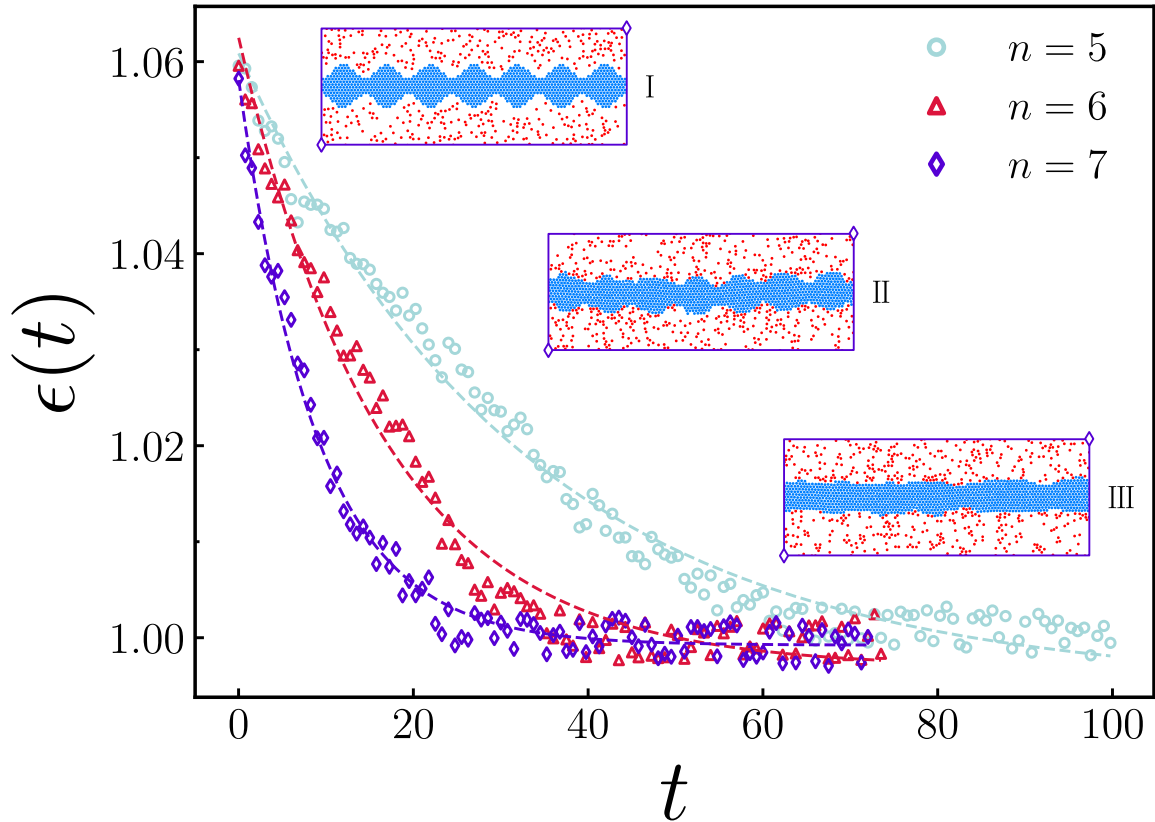 1.06
1.04
1.02
1.00
ϵ(t)
0
20
40
60
80
100
t
n = 5
n = 6
n = 7
I
II
III